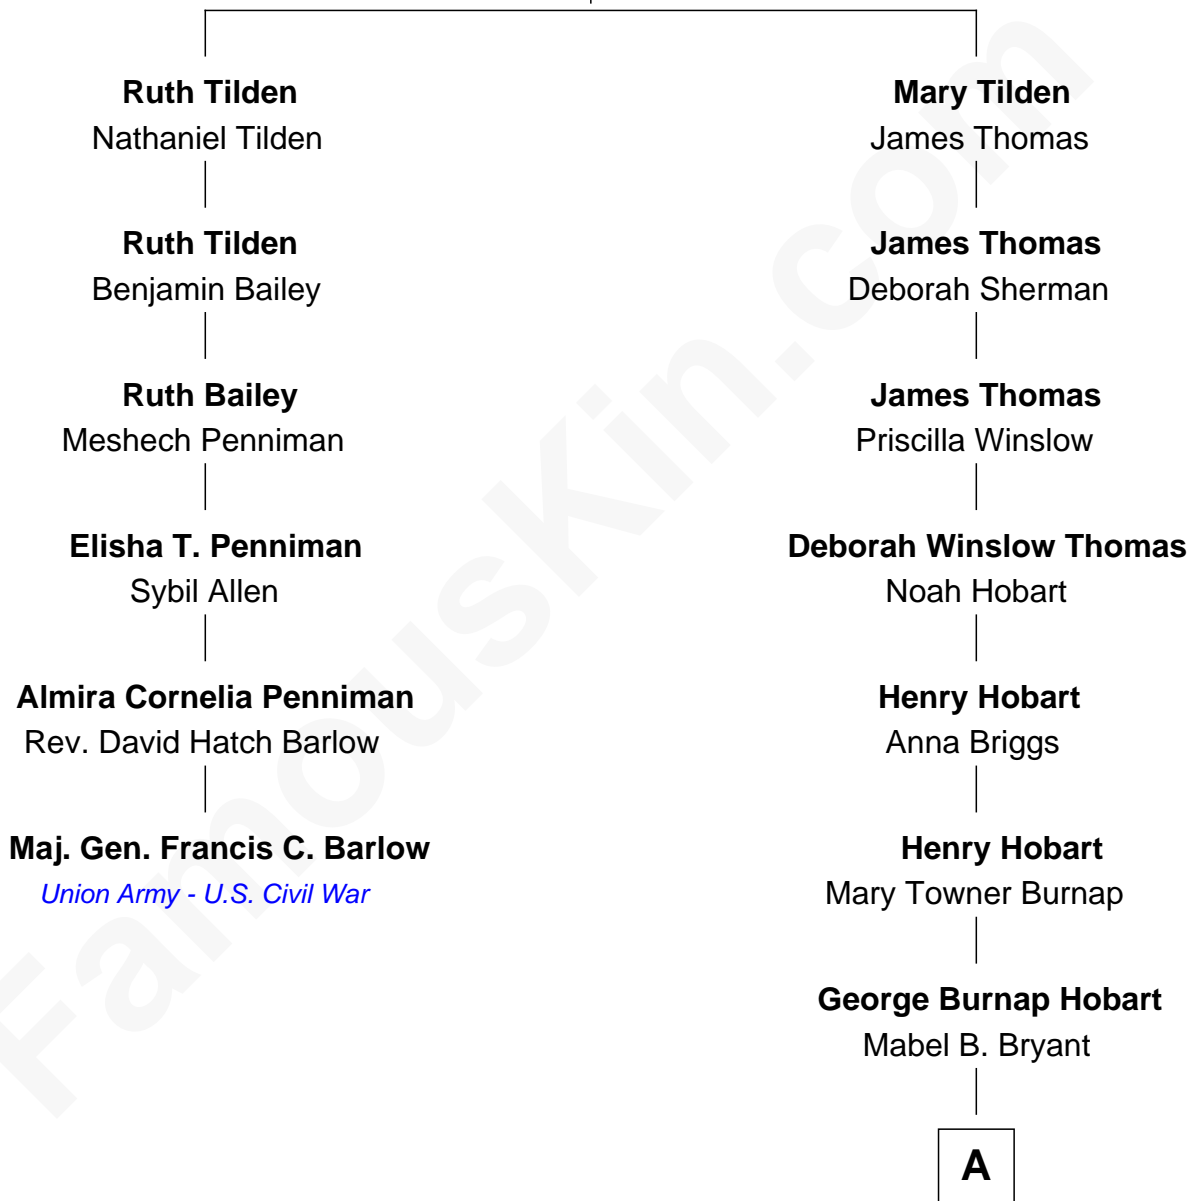 Ruth Tilden
Nathaniel Tilden
Ruth Tilden
Benjamin Bailey
Ruth Bailey
Meshech Penniman
Elisha T. Penniman
Sybil Allen
Almira Cornelia Penniman
Rev. David Hatch Barlow
Maj. Gen. Francis C. Barlow
Union Army - U.S. Civil War
Mary Tilden
James Thomas
James Thomas
Deborah Sherman
James Thomas
Priscilla Winslow
Deborah Winslow Thomas
Noah Hobart
Henry Hobart
Anna Briggs
Henry Hobart
Mary Towner Burnap
George Burnap Hobart
Mabel B. Bryant
A
FamousKin.com